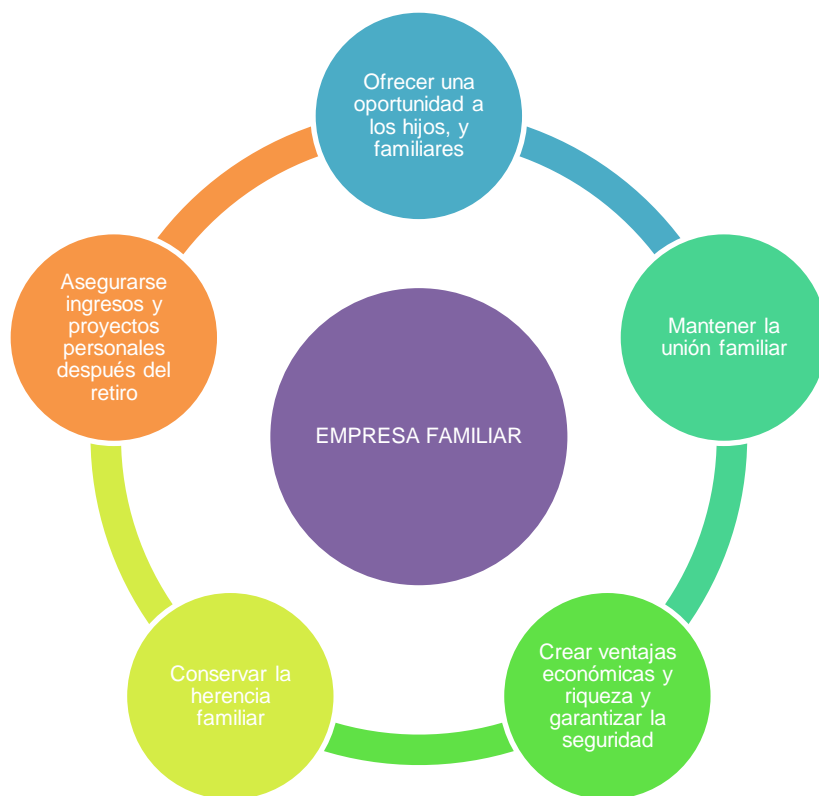 Ofrecer una
oportunidad a
los hijos, y
familiares
Mantener la
unión familiar
Crear ventajas
económicas y
riqueza y
garantizar la
seguridad
Conservar la
herencia
familiar
Asegurarse
ingresos y
proyectos
personales
después del
retiro
EMPRESA FAMILIAR